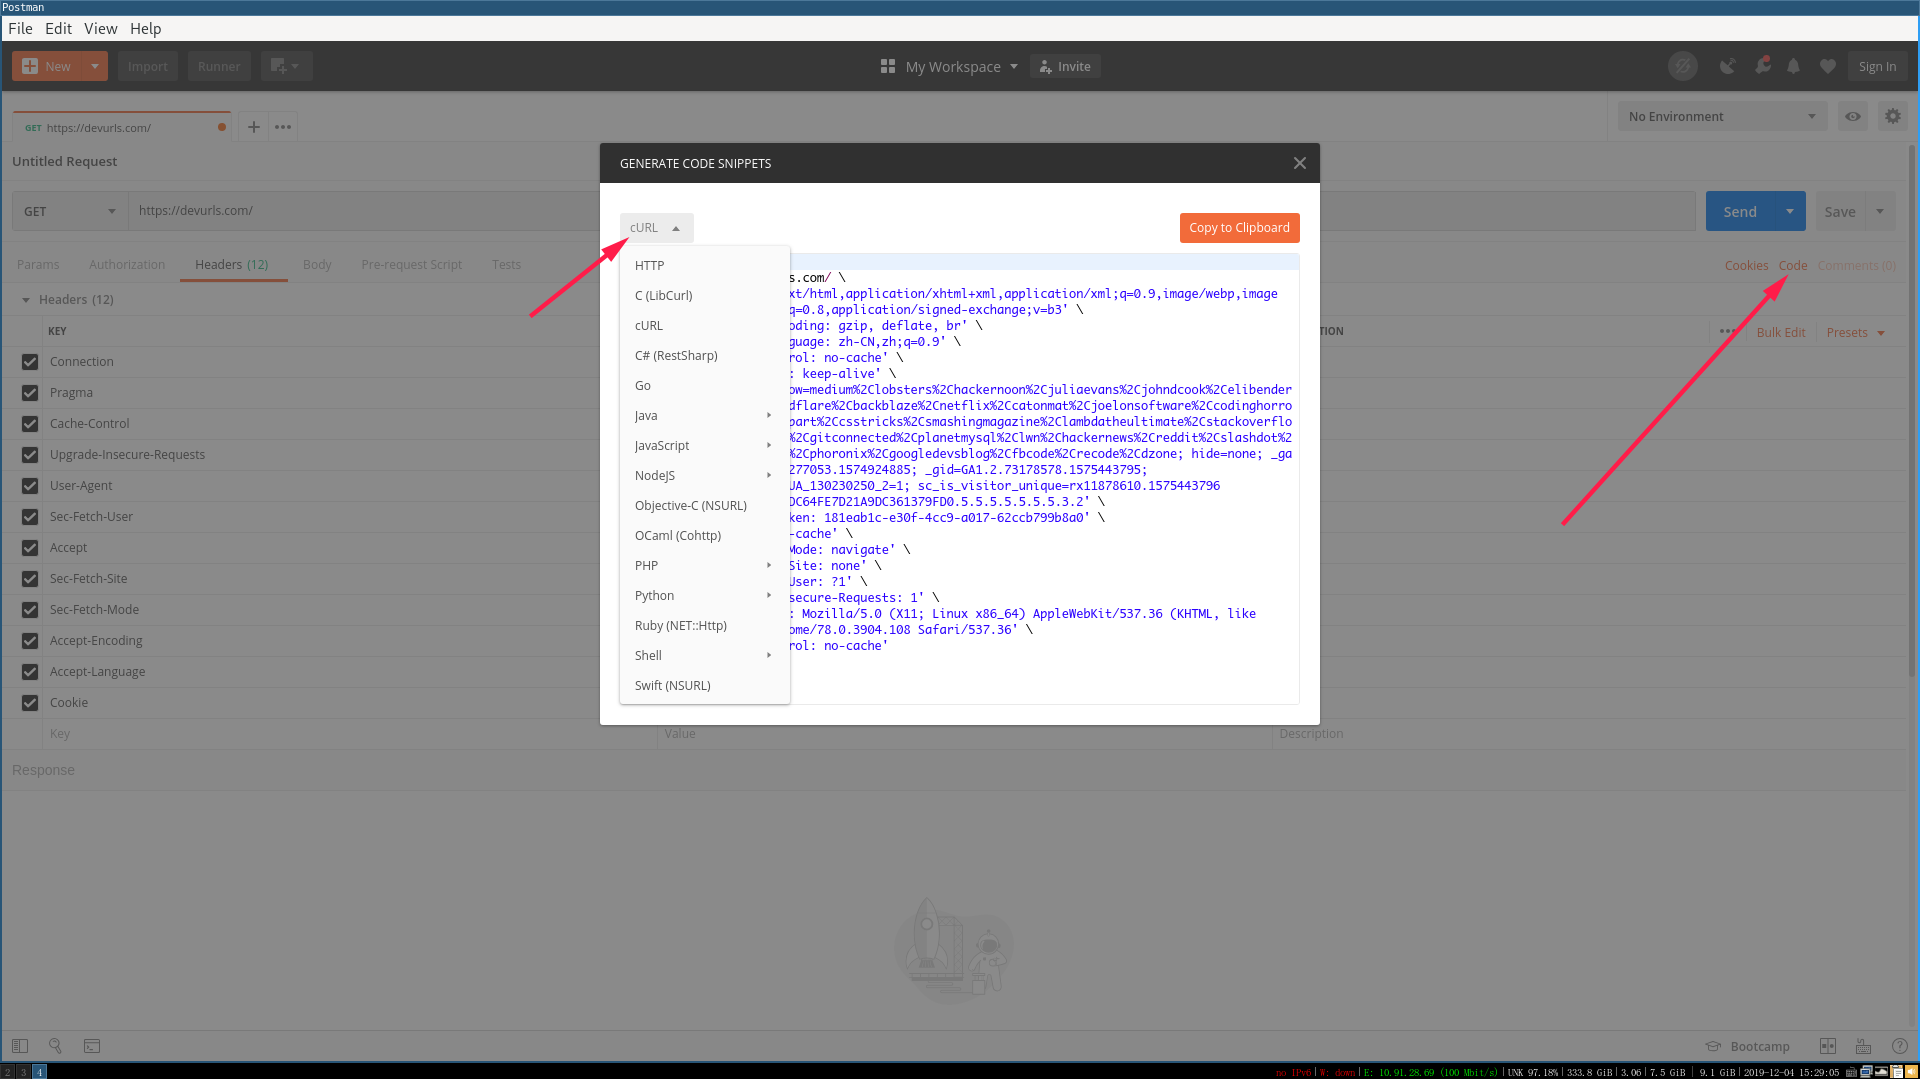 Postman
File Edit View Help
New Import Runner My Workspace Invite Sign In
GET https://devurls.com/ No Environment
Untitled Request
GENERATE CODE SNIPPETS
GET https://devurls.com/ Send Save
cURL Copy to Clipboard
Params Authorization Headers (12) Body Pre-request Script Tests Cookies Code Comments (0)
Headers (12)
KEY TION Bulk Edit Presets
Connection
Pragma
Cache-Control
Upgrade-Insecure-Requests
User-Agent
Sec-Fetch-User
Accept
Sec-Fetch-Site
Sec-Fetch-Mode
Accept-Encoding
Accept-Language
Cookie
Key Value Description
HTTP
C (LibCurl)
cURL
C# (RestSharp)
Go
Java
JavaScript
NodeJS
Objective-C (NSURL)
OCaml (Cohttp)
PHP
Python
Ruby (NET::Http)
Shell
Swift (NSURL)
s.com/ \
xt/html,application/xhtml+xml,application/xml;q=0.9,image/webp,image
q=0.8,application/signed-exchange;v=b3' \
oding: gzip, deflate, br' \
guage: zh-CN,zh;q=0.9' \
rol: no-cache' \
: keep-alive' \
ow=medium%2Clobsters%2Chackernoon%2Cjuliaevans%2Cjohndcook%2Celibender
dflare%2Cbackblaze%2Cnetflix%2Ccatonmat%2Cjoelonsoftware%2Ccodinghorro
part%2Ccsstricks%2Csmashingmagazine%2Clambdatheultimate%2Cstackoverflo
%2Cgitconnected%2Cplanetmysql%2Clwn%2Chackernews%2Creddit%2Cslashdot%2
%2Cphoronix%2Cgoogledevsblog%2Cfbcode%2Crecode%2Cdzone; hide=none; _ga
277053.1574924885; _gid=GA1.2.73178578.1575443795;
UA_130230250_2=1; sc_is_visitor_unique=rx11878610.1575443796
DC64FE7D21A9DC361379FD0.5.5.5.5.5.5.5.3.2' \
ken: 181eab1c-e30f-4cc9-a017-62ccb799b8a0' \
-cache' \
Mode: navigate' \
Site: none' \
User: ?1' \
secure-Requests: 1' \
: Mozilla/5.0 (X11; Linux x86_64) AppleWebKit/537.36 (KHTML, like
ome/78.0.3904.108 Safari/537.36' \
rol: no-cache'
Response
Bootcamp
2 3 4 no IPv6 | W: down | E: 10.91.28.69 (100 Mbit/s) | UNK 97.18% | 333.8 GiB | 3.06 | 7.5 GiB | 9.1 GiB | 2019-12-04 15:29:05